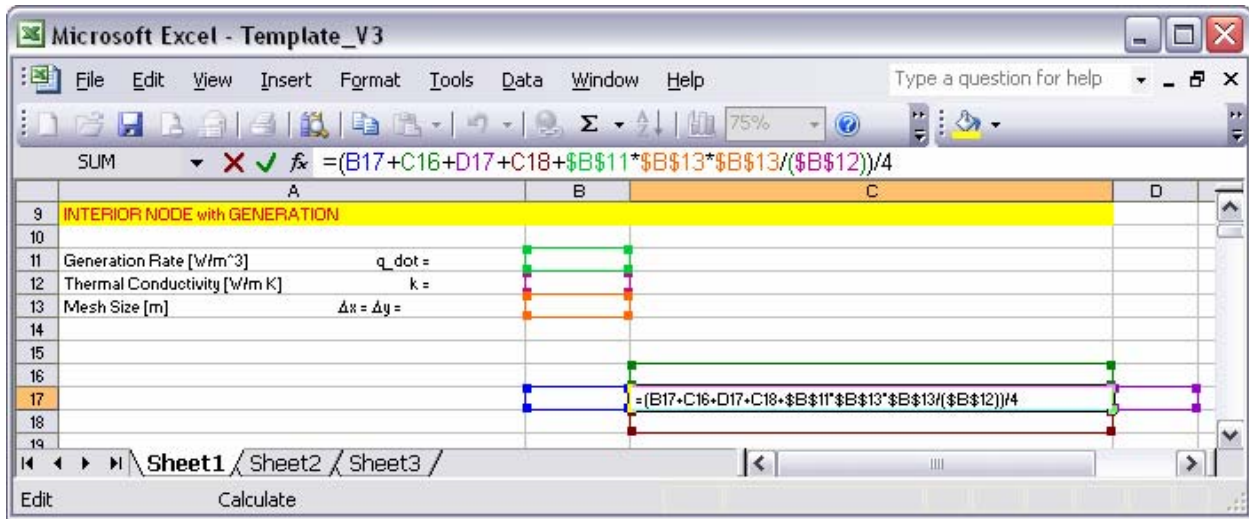 Microsoft Excel - Template_V3
File Edit View Insert Format Tools Data Window Help Type a question for help
Σ 75%
SUM fx =(B17+C16+D17+C18+$B$11*$B$13*$B$13/($B$12))/4
A B C D
9 INTERIOR NODE with GENERATION
10
11 Generation Rate [W/m^3] q_dot =
12 Thermal Conductivity [W/m K] k =
13 Mesh Size [m] Δx = Δy =
14
15
16
17 =(B17+C16+D17+C18+$B$11*$B$13*$B$13/($B$12))/4
18
19
Sheet1 Sheet2 Sheet3
Edit Calculate